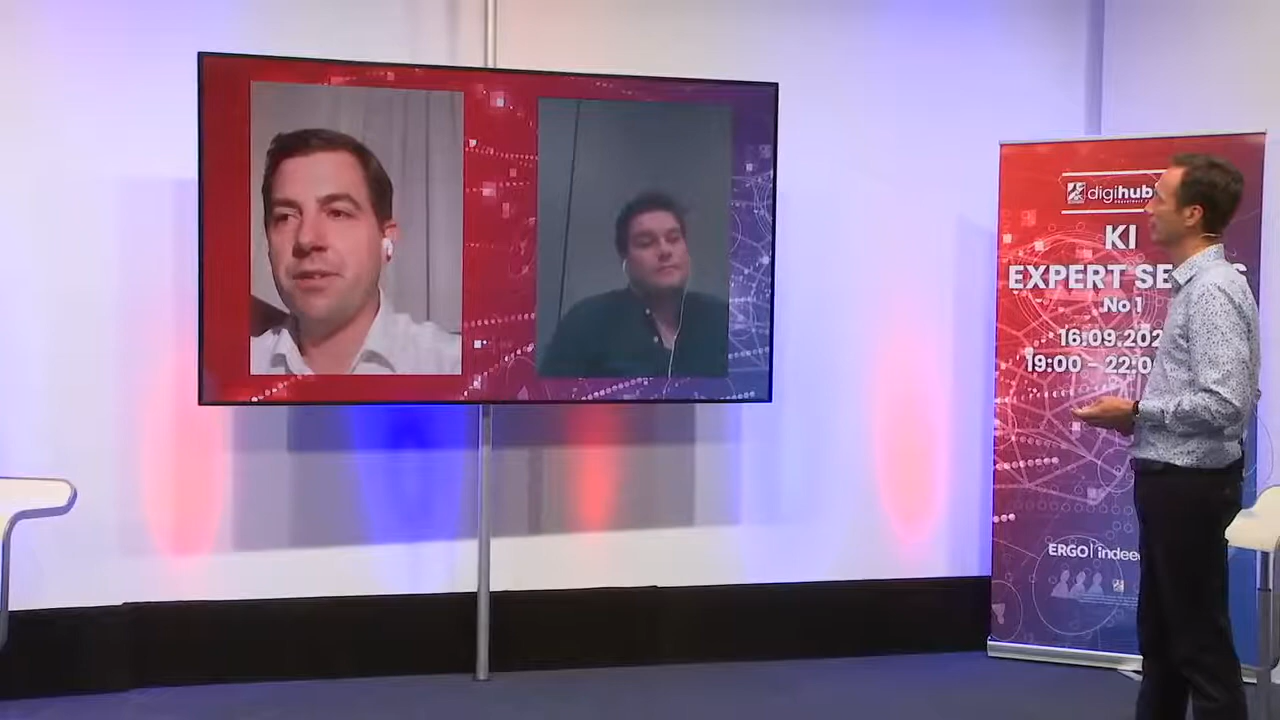 digihub
KI
EXPERT SE
No 1
16.09.202
19:00 - 22:0
ERGO | indee